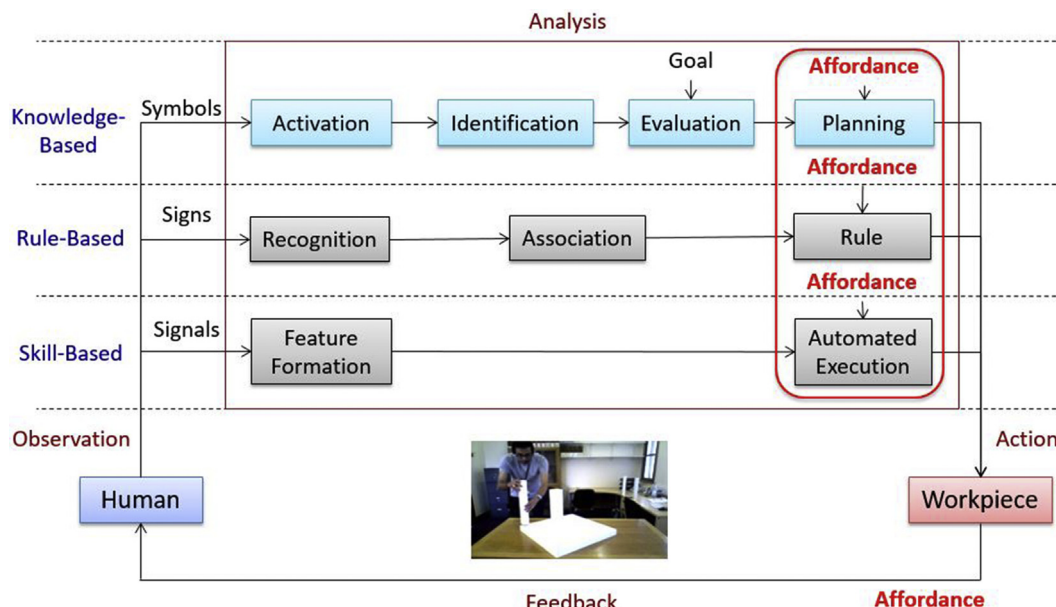 Analysis
Goal
Affordance
Knowledge-
Based
Symbols
Activation
Identification
Evaluation
Planning
Affordance
Rule-Based
Signs
Recognition
Association
Rule
Affordance
Skill-Based
Signals
Feature
Formation
Automated
Execution
Observation
Action
Human
Workpiece
Feedback
Affordance